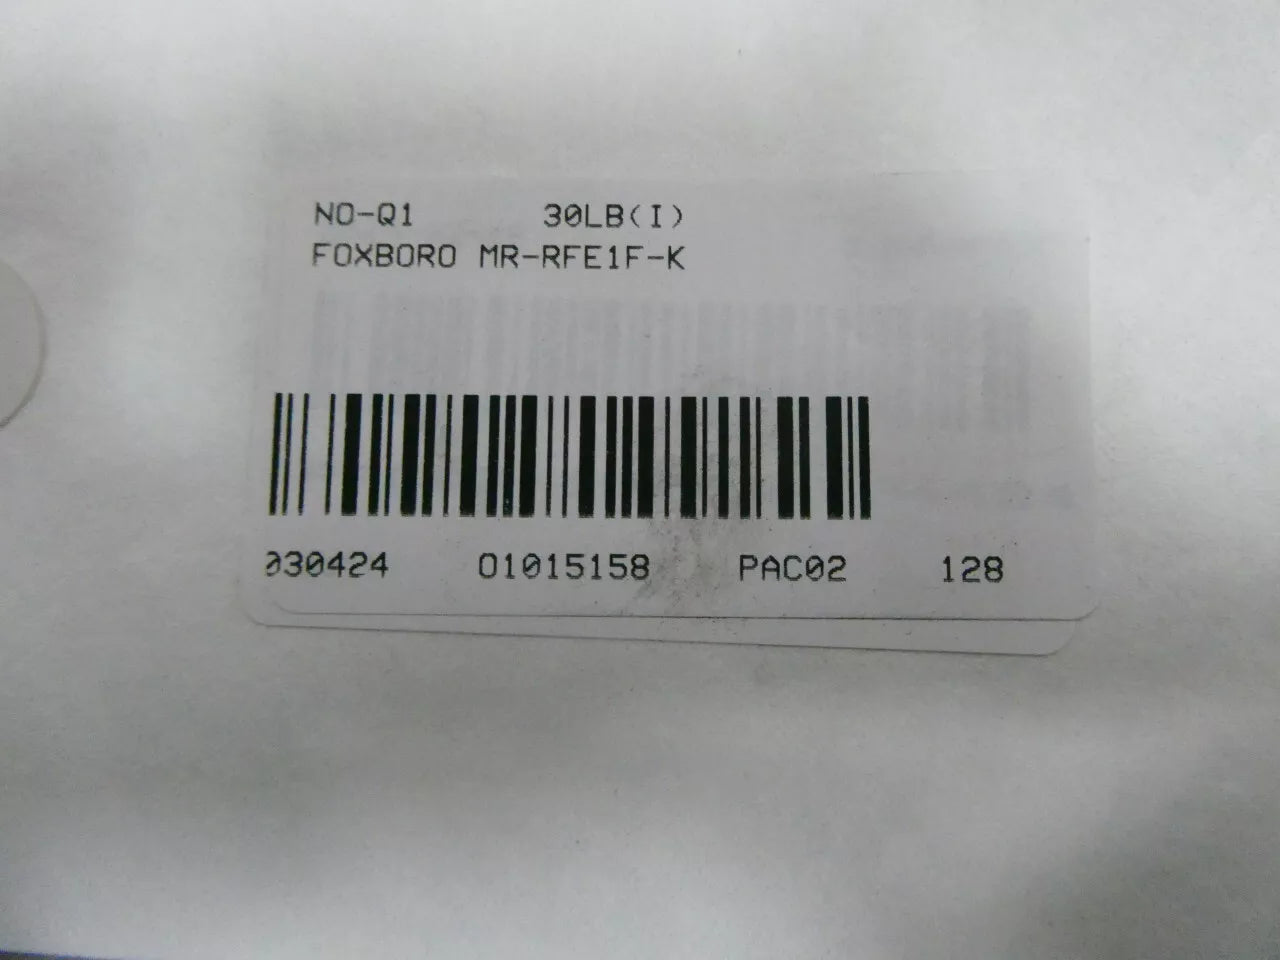 NO-Q1 30LB(I)
FOXBORO MR-RFE1F-K
030424 01015158 PAC02 128